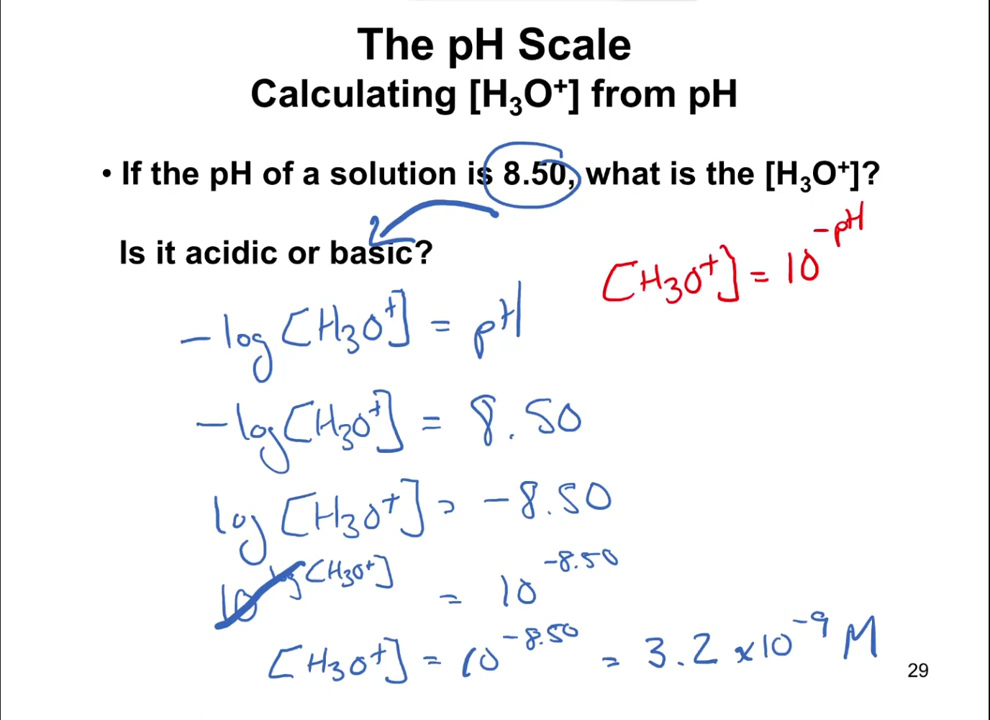 The pH Scale
Calculating [H₃O⁺] from pH
• If the pH of a solution is 8.50, what is the [H₃O⁺]?
Is it acidic or basic?
[H₃O⁺] = 10^-pH
-log [H₃O⁺] = pH
-log [H₃O⁺] = 8.50
log [H₃O⁺] = -8.50
10^log [H₃O⁺] = 10^-8.50
[H₃O⁺] = 10^-8.50 = 3.2 × 10^-9 M
29